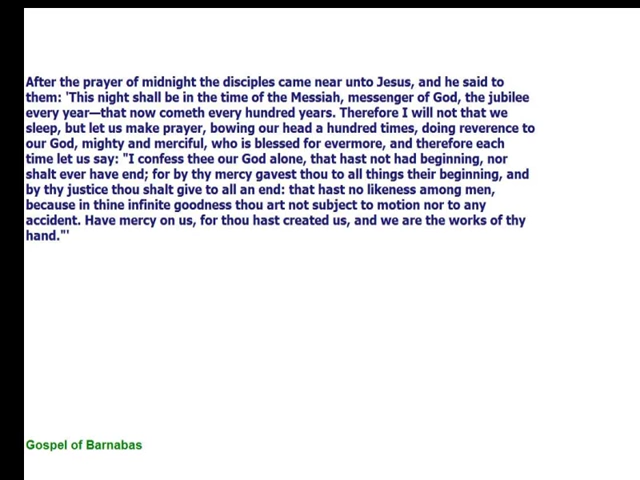 After the prayer of midnight the disciples came near unto Jesus, and he said to
them: 'This night shall be in the time of the Messiah, messenger of God, the jubilee
every year—that now cometh every hundred years. Therefore I will not that we
sleep, but let us make prayer, bowing our head a hundred times, doing reverence to
our God, mighty and merciful, who is blessed for evermore, and therefore each
time let us say: "I confess thee our God alone, that hast not had beginning, nor
shalt ever have end; for by thy mercy gavest thou to all things their beginning, and
by thy justice thou shalt give to all an end: that hast no likeness among men,
because in thine infinite goodness thou art not subject to motion nor to any
accident. Have mercy on us, for thou hast created us, and we are the works of thy
hand."'
Gospel of Barnabas